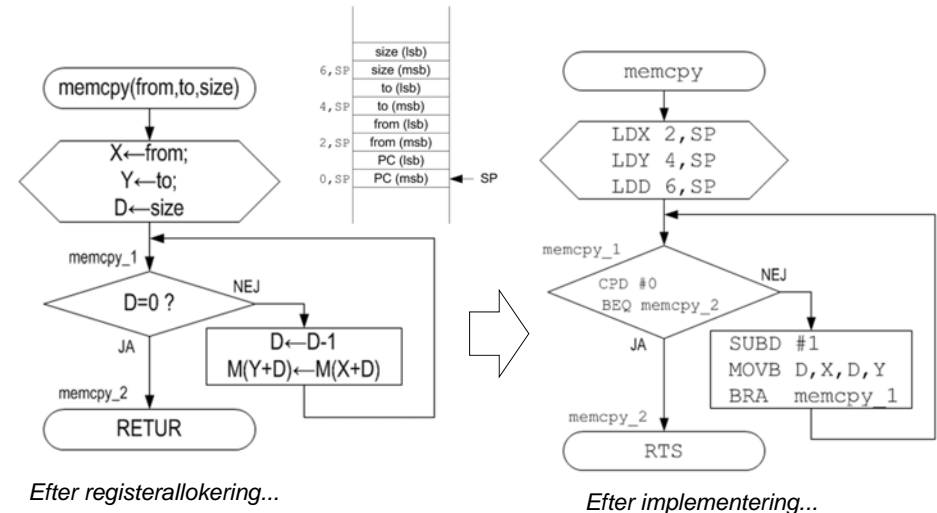 memcpy(from,to,size)
X←from;
Y←to;
D←size
memcpy_1
D=0 ?
NEJ
JA
D←D-1
M(Y+D)←M(X+D)
memcpy_2
RETUR
Efter registerallokering...
size (lsb)
6,SP size (msb)
to (lsb)
4,SP to (msb)
from (lsb)
2,SP from (msb)
PC (lsb)
0,SP PC (msb) SP
memcpy
LDX 2,SP
LDY 4,SP
LDD 6,SP
memcpy_1
CPD #0
BEQ memcpy_2
NEJ
JA
SUBD #1
MOVB D,X,D,Y
BRA memcpy_1
memcpy_2
RTS
Efter implementering...